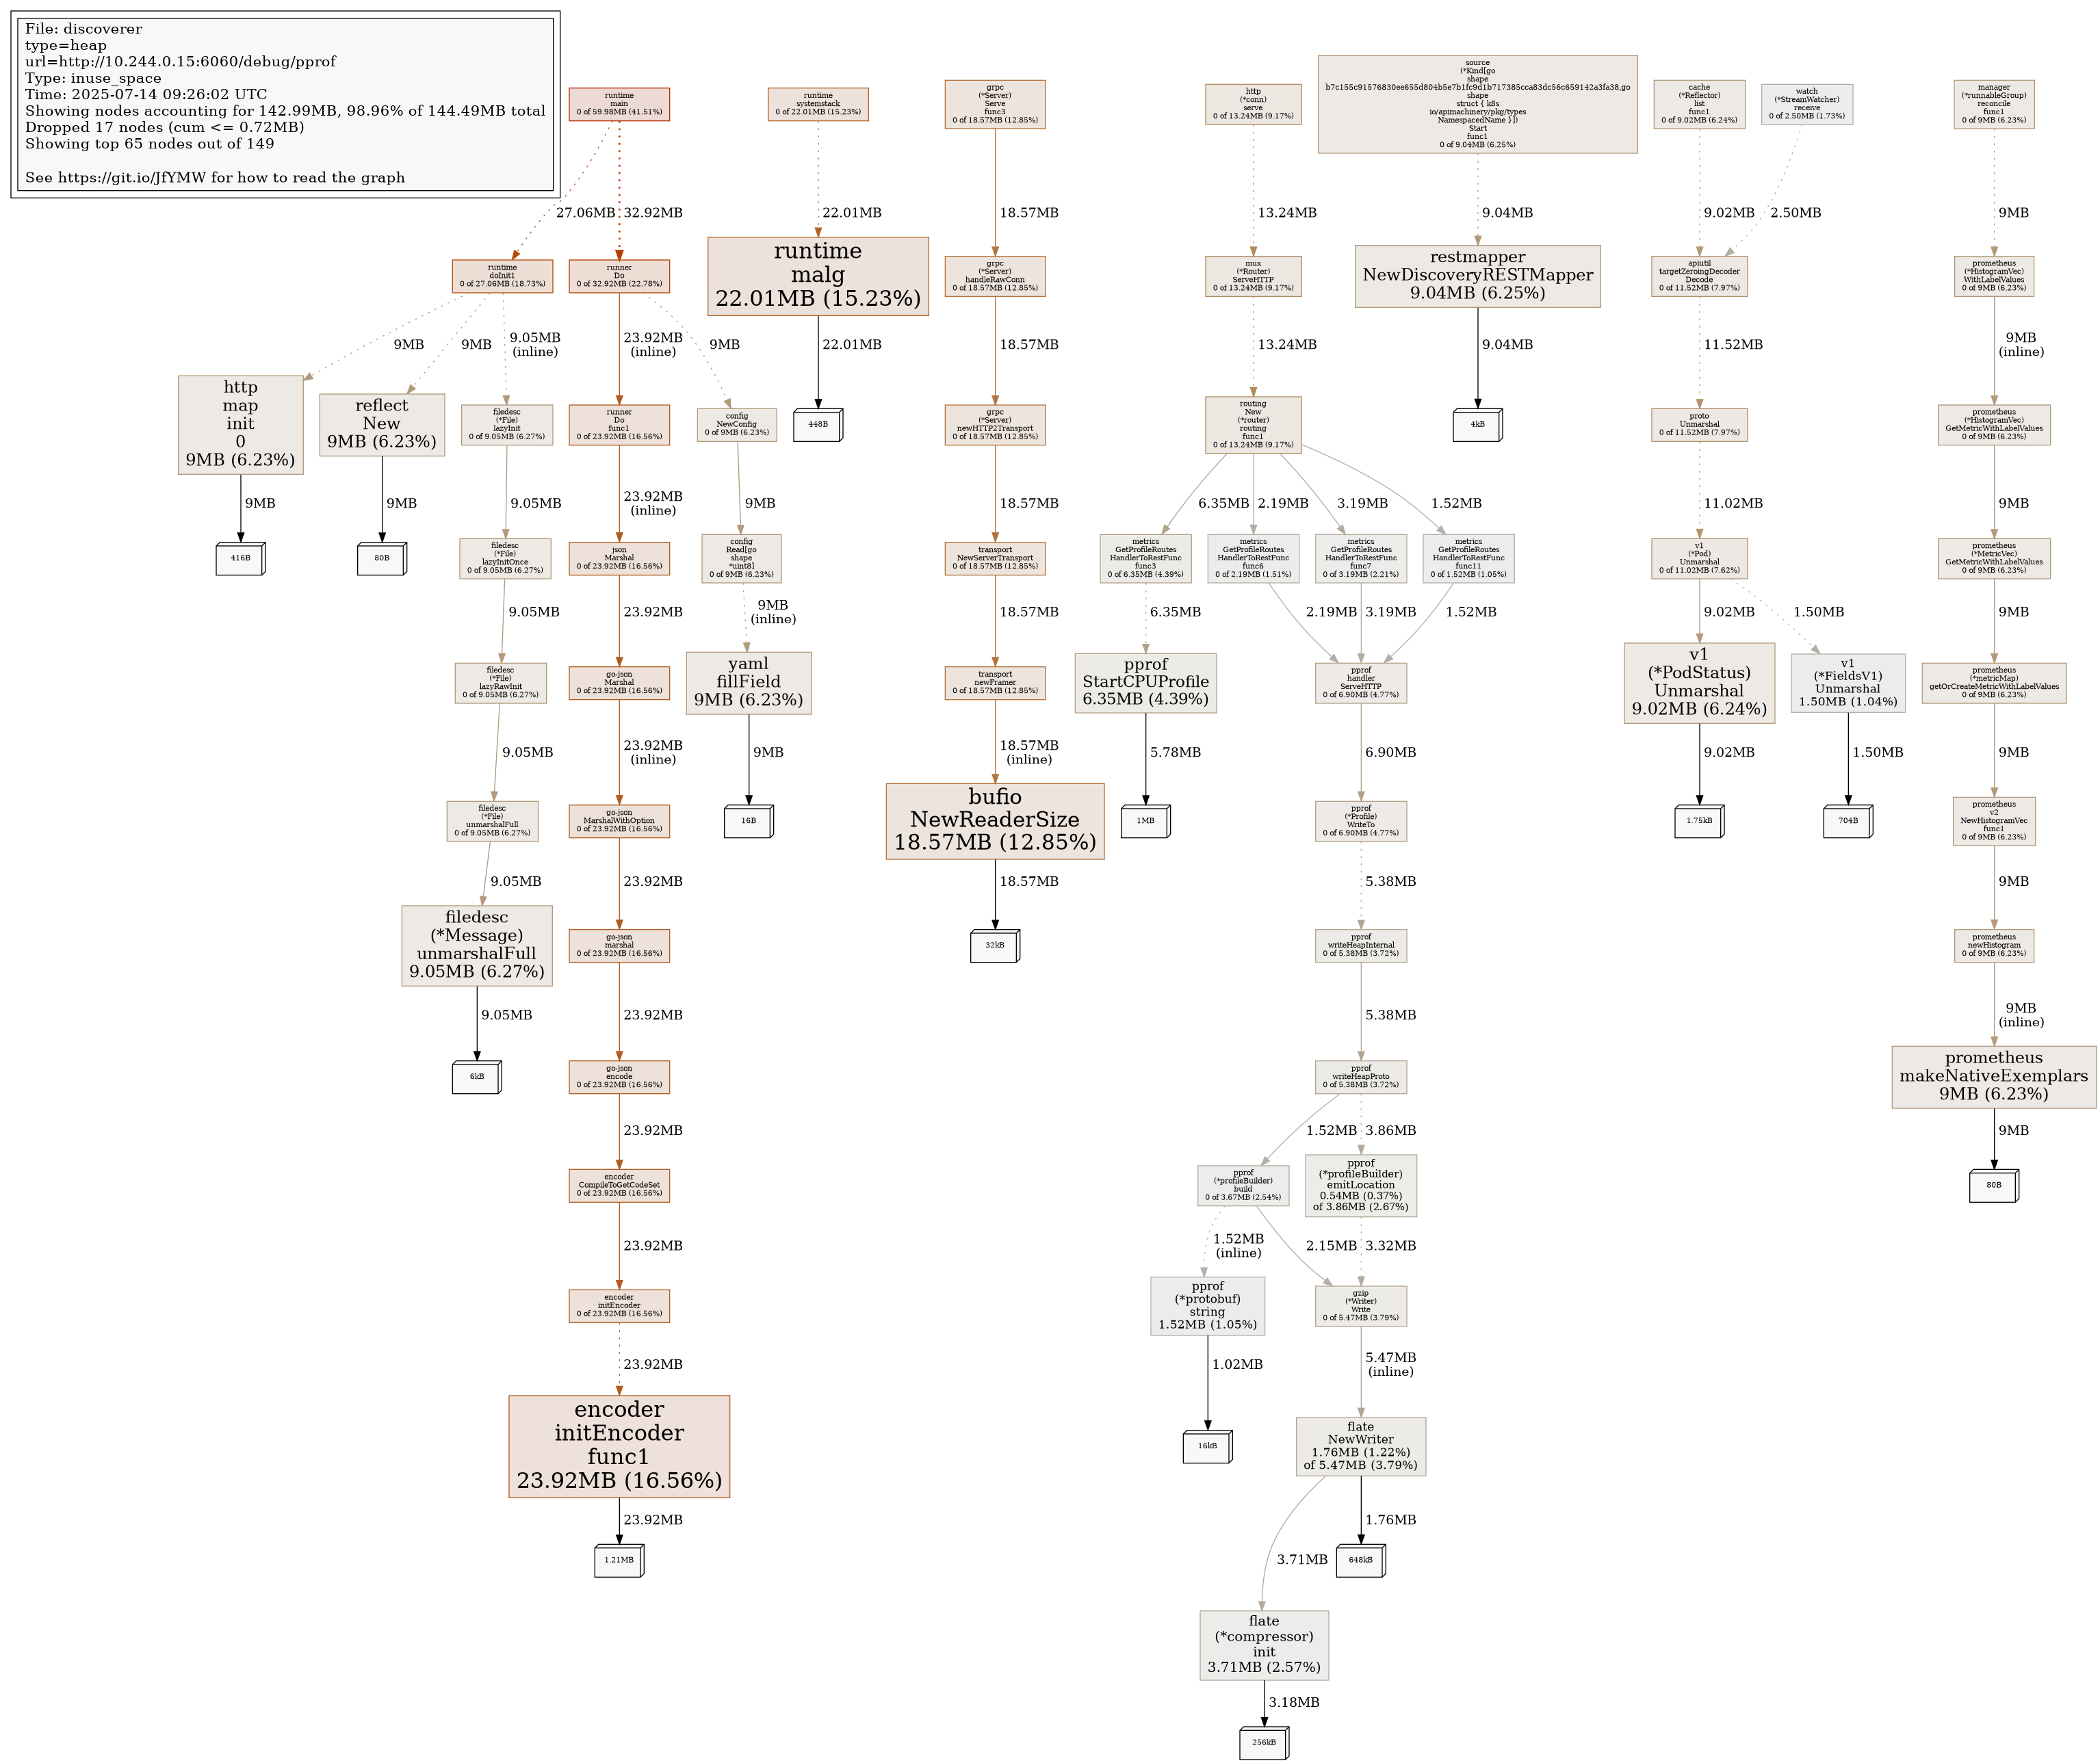 File: discoverer
type=heap
url=http://10.244.0.15:6060/debug/pprof
Type: inuse_space
Time: 2025-07-14 09:26:02 UTC
Showing nodes accounting for 142.99MB, 98.96% of 144.49MB total
Dropped 17 nodes (cum <= 0.72MB)
Showing top 65 nodes out of 149
See https://git.io/JfYMW for how to read the graph
runtime
main
0 of 59.98MB (41.51%)
27.06MB
32.92MB
runtime
doInit1
0 of 27.06MB (18.73%)
9MB
9MB
9.05MB
(inline)
http
map
init
0
9MB (6.23%)
9MB
416B
reflect
New
9MB (6.23%)
9MB
80B
filedesc
(*File)
lazyInit
0 of 9.05MB (6.27%)
9.05MB
filedesc
(*File)
lazyInitOnce
0 of 9.05MB (6.27%)
9.05MB
filedesc
(*File)
lazyRawInit
0 of 9.05MB (6.27%)
9.05MB
filedesc
(*File)
unmarshalFull
0 of 9.05MB (6.27%)
9.05MB
filedesc
(*Message)
unmarshalFull
9.05MB (6.27%)
9.05MB
6kB
runner
Do
0 of 32.92MB (22.78%)
23.92MB
(inline)
9MB
runner
Do
func1
0 of 23.92MB (16.56%)
23.92MB
(inline)
json
Marshal
0 of 23.92MB (16.56%)
23.92MB
go-json
Marshal
0 of 23.92MB (16.56%)
23.92MB
(inline)
go-json
MarshalWithOption
0 of 23.92MB (16.56%)
23.92MB
go-json
marshal
0 of 23.92MB (16.56%)
23.92MB
go-json
encode
0 of 23.92MB (16.56%)
23.92MB
encoder
CompileToGetCodeSet
0 of 23.92MB (16.56%)
23.92MB
encoder
initEncoder
0 of 23.92MB (16.56%)
23.92MB
encoder
initEncoder
func1
23.92MB (16.56%)
23.92MB
1.21MB
config
NewConfig
0 of 9MB (6.23%)
9MB
config
Read[go
shape
*uint8]
0 of 9MB (6.23%)
9MB
(inline)
yaml
fillField
9MB (6.23%)
9MB
16B
runtime
systemstack
0 of 22.01MB (15.23%)
22.01MB
runtime
malg
22.01MB (15.23%)
22.01MB
448B
grpc
(*Server)
Serve
func3
0 of 18.57MB (12.85%)
18.57MB
grpc
(*Server)
handleRawConn
0 of 18.57MB (12.85%)
18.57MB
grpc
(*Server)
newHTTP2Transport
0 of 18.57MB (12.85%)
18.57MB
transport
NewServerTransport
0 of 18.57MB (12.85%)
18.57MB
transport
newFramer
0 of 18.57MB (12.85%)
18.57MB
(inline)
bufio
NewReaderSize
18.57MB (12.85%)
18.57MB
32kB
http
(*conn)
serve
0 of 13.24MB (9.17%)
13.24MB
mux
(*Router)
ServeHTTP
0 of 13.24MB (9.17%)
13.24MB
routing
New
(*router)
routing
func1
0 of 13.24MB (9.17%)
6.35MB
2.19MB
3.19MB
1.52MB
metrics
GetProfileRoutes
HandlerToRestFunc
func3
0 of 6.35MB (4.39%)
6.35MB
pprof
StartCPUProfile
6.35MB (4.39%)
5.78MB
1MB
metrics
GetProfileRoutes
HandlerToRestFunc
func6
0 of 2.19MB (1.51%)
2.19MB
metrics
GetProfileRoutes
HandlerToRestFunc
func7
0 of 3.19MB (2.21%)
3.19MB
metrics
GetProfileRoutes
HandlerToRestFunc
func11
0 of 1.52MB (1.05%)
1.52MB
pprof
handler
ServeHTTP
0 of 6.90MB (4.77%)
6.90MB
pprof
(*Profile)
WriteTo
0 of 6.90MB (4.77%)
5.38MB
pprof
writeHeapInternal
0 of 5.38MB (3.72%)
5.38MB
pprof
writeHeapProto
0 of 5.38MB (3.72%)
1.52MB
3.86MB
pprof
(*profileBuilder)
build
0 of 3.67MB (2.54%)
1.52MB
(inline)
2.15MB
pprof
(*profileBuilder)
emitLocation
0.54MB (0.37%)
of 3.86MB (2.67%)
3.32MB
pprof
(*protobuf)
string
1.52MB (1.05%)
1.02MB
16kB
gzip
(*Writer)
Write
0 of 5.47MB (3.79%)
5.47MB
(inline)
flate
NewWriter
1.76MB (1.22%)
of 5.47MB (3.79%)
3.71MB
1.76MB
648kB
flate
(*compressor)
init
3.71MB (2.57%)
3.18MB
256kB
source
(*Kind[go
shape
b7c155c91576830ee655d804b5e7b1fc9d1b717385cca83dc56c659142a3fa38,go
shape
struct { k8s
io/apimachinery/pkg/types
NamespacedName }])
Start
func1
0 of 9.04MB (6.25%)
9.04MB
restmapper
NewDiscoveryRESTMapper
9.04MB (6.25%)
9.04MB
4kB
cache
(*Reflector)
list
func1
0 of 9.02MB (6.24%)
9.02MB
watch
(*StreamWatcher)
receive
0 of 2.50MB (1.73%)
2.50MB
apiutil
targetZeroingDecoder
Decode
0 of 11.52MB (7.97%)
11.52MB
proto
Unmarshal
0 of 11.52MB (7.97%)
11.02MB
v1
(*Pod)
Unmarshal
0 of 11.02MB (7.62%)
9.02MB
1.50MB
v1
(*PodStatus)
Unmarshal
9.02MB (6.24%)
9.02MB
1.75kB
v1
(*FieldsV1)
Unmarshal
1.50MB (1.04%)
1.50MB
704B
manager
(*runnableGroup)
reconcile
func1
0 of 9MB (6.23%)
9MB
prometheus
(*HistogramVec)
WithLabelValues
0 of 9MB (6.23%)
9MB
(inline)
prometheus
(*HistogramVec)
GetMetricWithLabelValues
0 of 9MB (6.23%)
9MB
prometheus
(*MetricVec)
GetMetricWithLabelValues
0 of 9MB (6.23%)
9MB
prometheus
(*metricMap)
getOrCreateMetricWithLabelValues
0 of 9MB (6.23%)
9MB
prometheus
v2
NewHistogramVec
func1
0 of 9MB (6.23%)
9MB
prometheus
newHistogram
0 of 9MB (6.23%)
9MB
(inline)
prometheus
makeNativeExemplars
9MB (6.23%)
9MB
80B